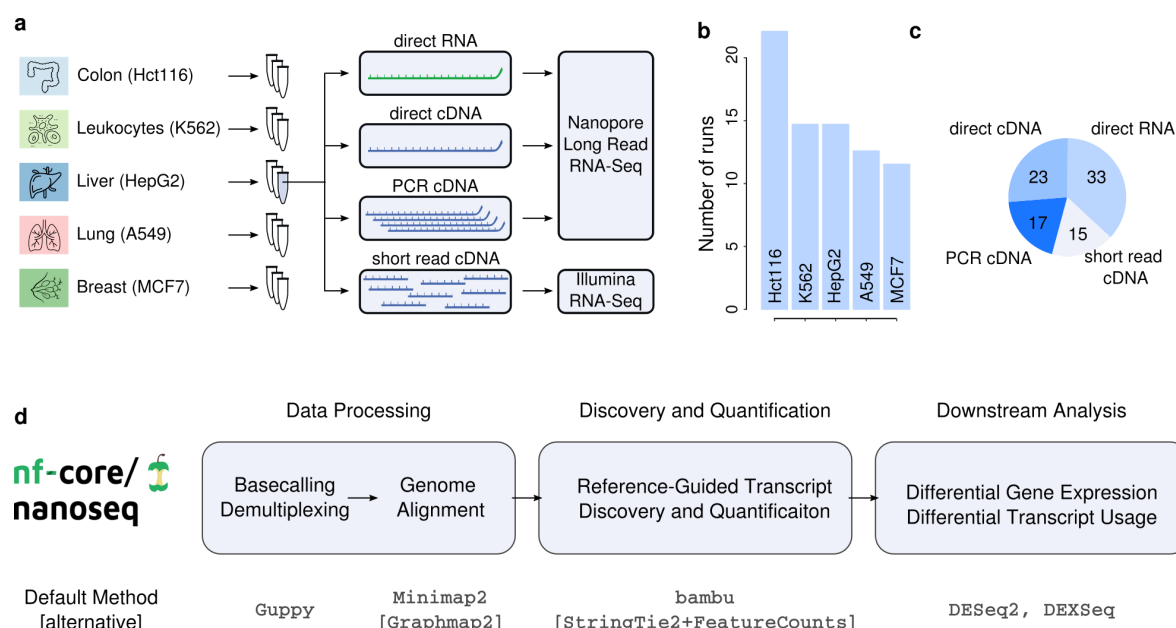 a
Colon (Hct116)
Leukocytes (K562)
Liver (HepG2)
Lung (A549)
Breast (MCF7)
direct RNA
direct cDNA
PCR cDNA
short read cDNA
Nanopore
Long Read
RNA-Seq
Illumina
RNA-Seq
b
Number of runs
0
5
10
15
20
Hct116
K562
HepG2
A549
MCF7
c
direct cDNA
direct RNA
23
33
17
15
PCR cDNA
short read
cDNA
d
nf-core/
nanoseq
Data Processing
Basecalling
Demultiplexing
Genome
Alignment
Discovery and Quantification
Reference-Guided Transcript
Discovery and Quantificaiton
Downstream Analysis
Differential Gene Expression
Differential Transcript Usage
Default Method
[alternative]
Guppy
Minimap2
[Graphmap2]
bambu
[StringTie2+FeatureCounts]
DESeq2, DEXSeq